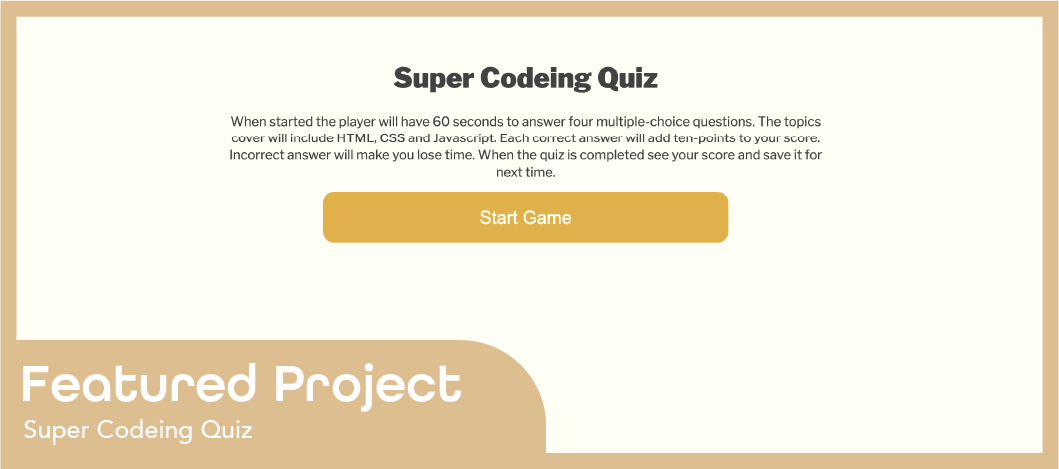 Super Codeing Quiz
When started the player will have 60 seconds to answer four multiple-choice questions. The topics
cover will include HTML, CSS and Javascript. Each correct answer will add ten-points to your score.
Incorrect answer will make you lose time. When the quiz is completed see your score and save it for
next time.
Start Game
Featured Project
Super Codeing Quiz